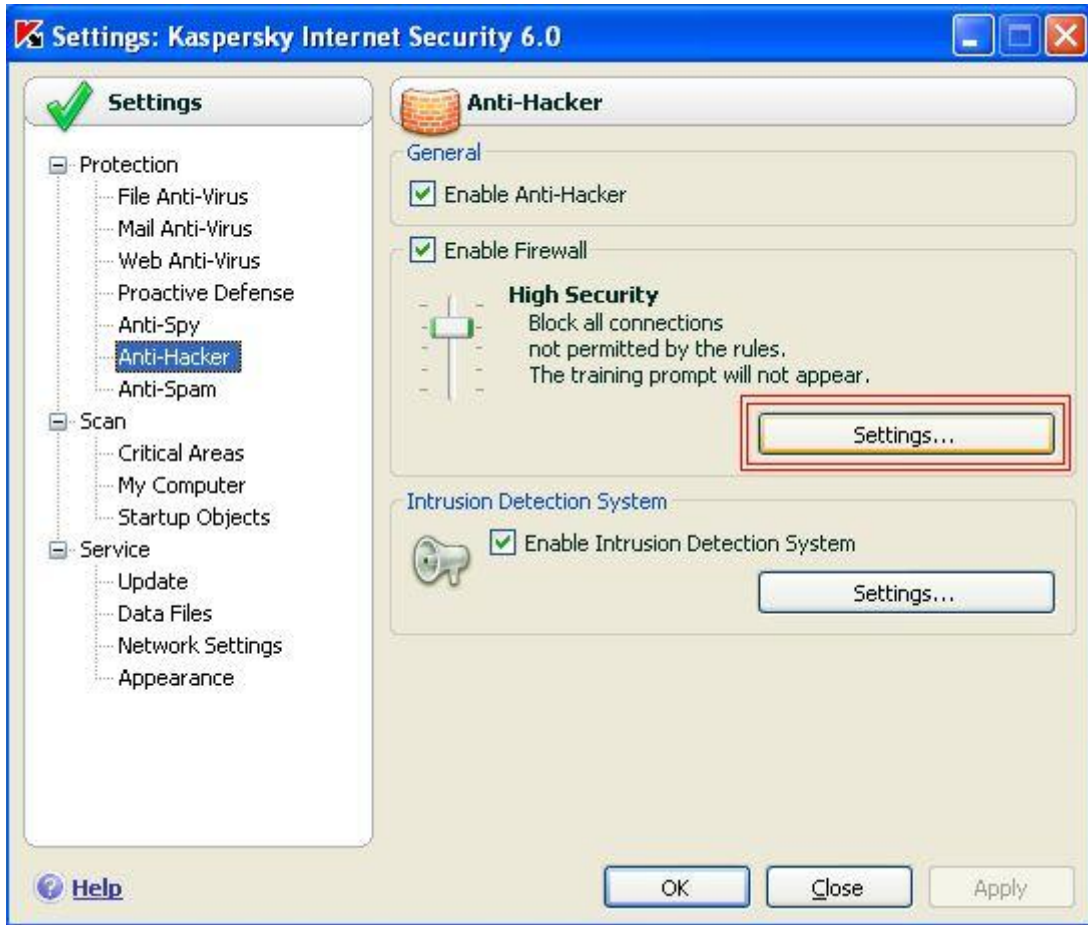 Settings: Kaspersky Internet Security 6.0
Settings
Protection
File Anti-Virus
Mail Anti-Virus
Web Anti-Virus
Proactive Defense
Anti-Spy
Anti-Hacker
Anti-Spam
Scan
Critical Areas
My Computer
Startup Objects
Service
Update
Data Files
Network Settings
Appearance
Anti-Hacker
General
Enable Anti-Hacker
Enable Firewall
High Security
Block all connections
not permitted by the rules.
The training prompt will not appear.
Settings...
Intrusion Detection System
Enable Intrusion Detection System
Settings...
Help
OK
Close
Apply